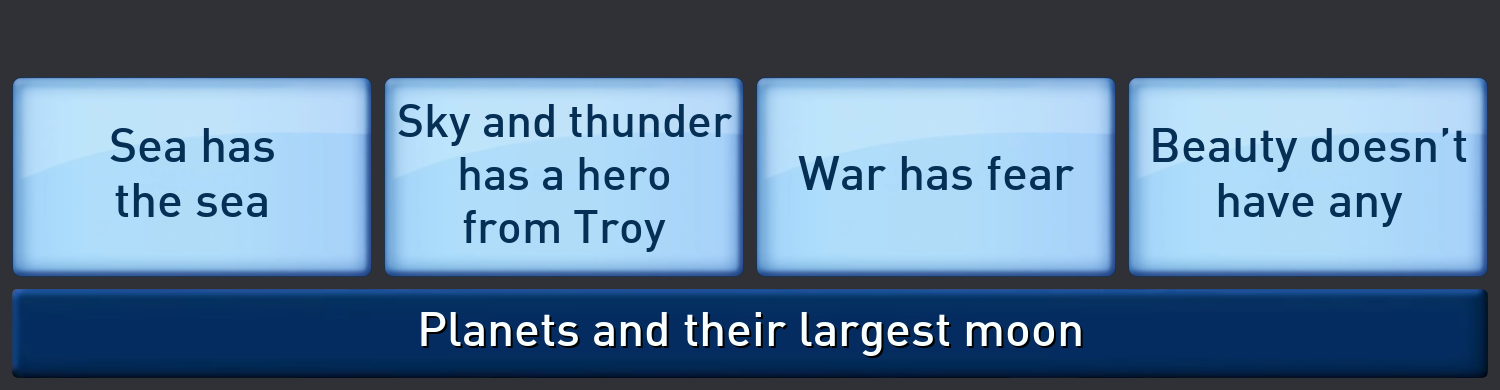 Sea has
the sea
Sky and thunder
has a hero
from Troy
War has fear
Beauty doesn't
have any
Planets and their largest moon